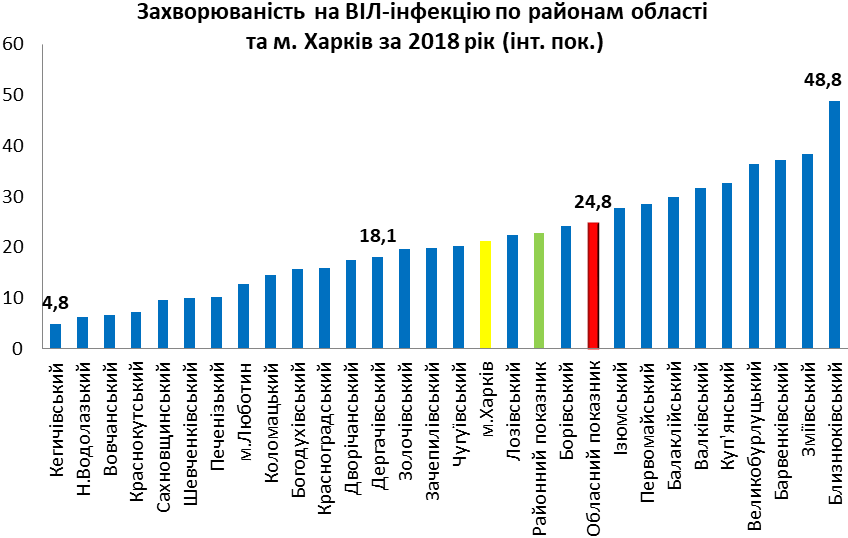 Захворюваність на ВІЛ-інфекцію по районам області
та м. Харків за 2018 рік (інт. пок.)
60
50
40
30
20
10
0
4,8
18,1
24,8
48,8
Кегичівський
Н.Водолазький
Вовчанський
Краснокутський
Сахновщинський
Шевченківський
Печенізький
м.Люботин
Коломацький
Богодухівський
Красноградський
Дворічанський
Дергачівський
Золочівський
Зачепилівський
Чугуївський
м.Харків
Лозівський
Районний показник
Борівський
Обласний показник
Ізюмський
Первомайський
Балаклійський
Валківський
Куп'янський
Великобурлуцький
Барвенківський
Зміївський
Близнюківський